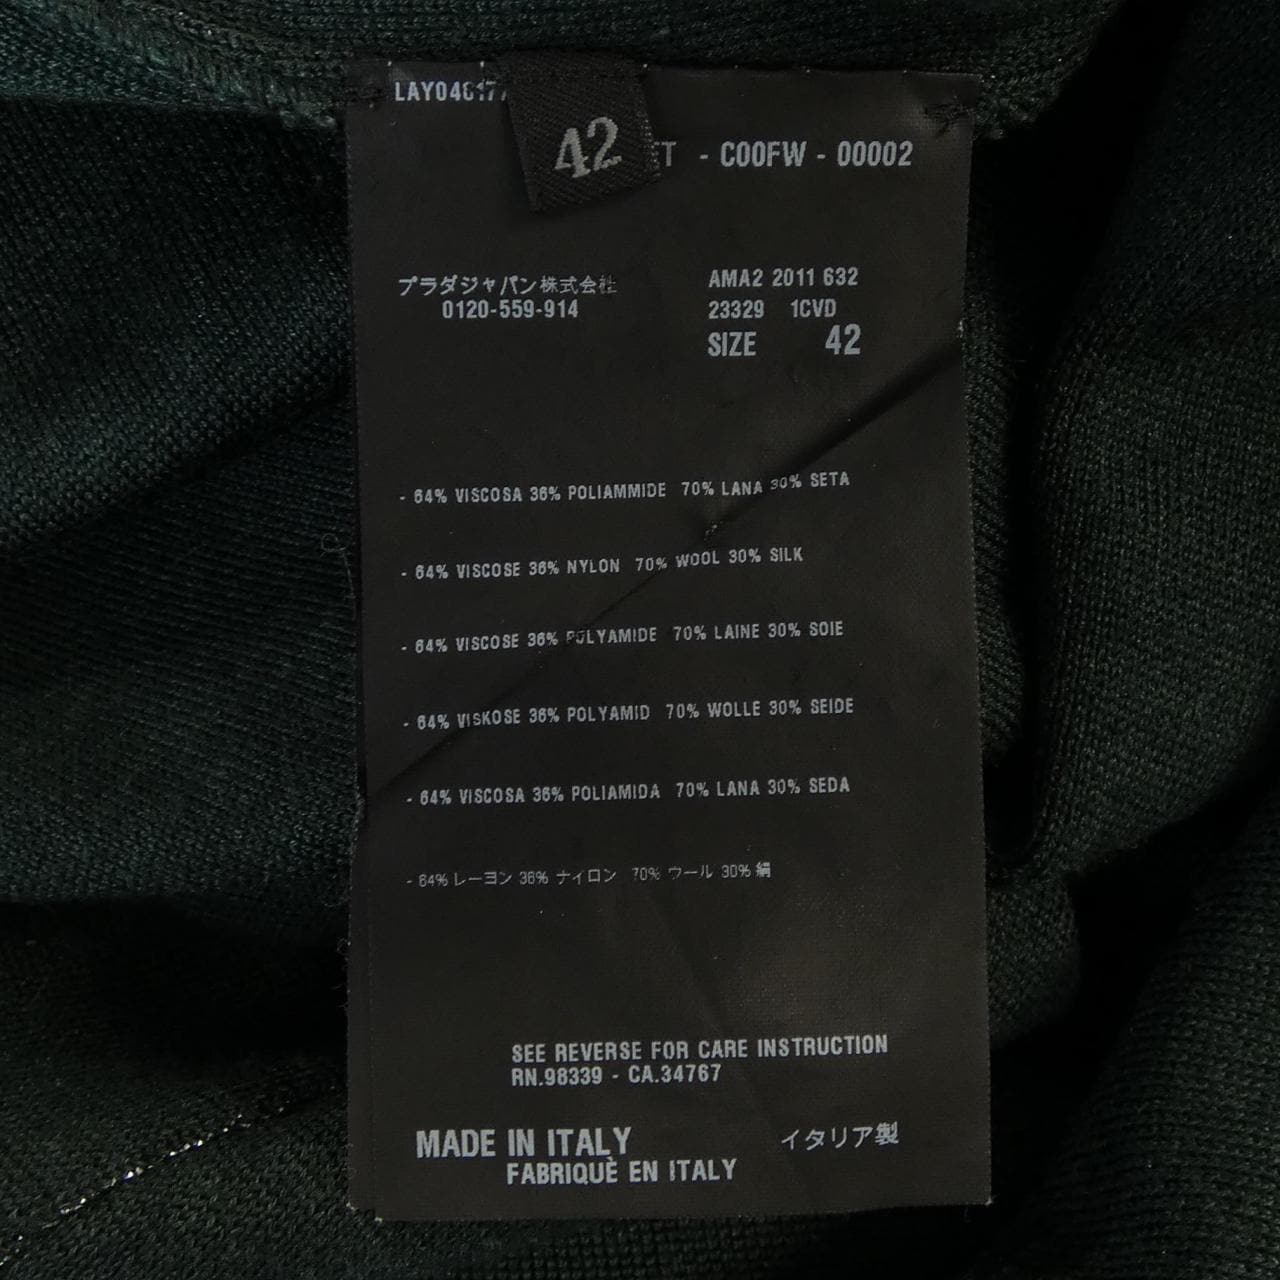 42
- C00FW - 00002
プラダジャパン株式会社
0120-559-914
AMA2 2011 632
23329 1CVD
SIZE 42
- 64% VISCOSA 36% POLIAMMIDE 70% LANA 30% SETA
- 64% VISCOSE 36% NYLON 70% WOOL 30% SILK
- 64% VISCOSE 36% POLYAMIDE 70% LAINE 30% SOIE
- 64% VISKOSE 36% POLYAMID 70% WOLLE 30% SEIDE
- 64% VISCOSA 36% POLIAMIDA 70% LANA 30% SEDA
- 64% レーヨン 36% ナイロン 70% ウール 30% 絹
SEE REVERSE FOR CARE INSTRUCTION
RN.98339 - CA.34767
MADE IN ITALY
イタリア製
FABRIQUÈ EN ITALY